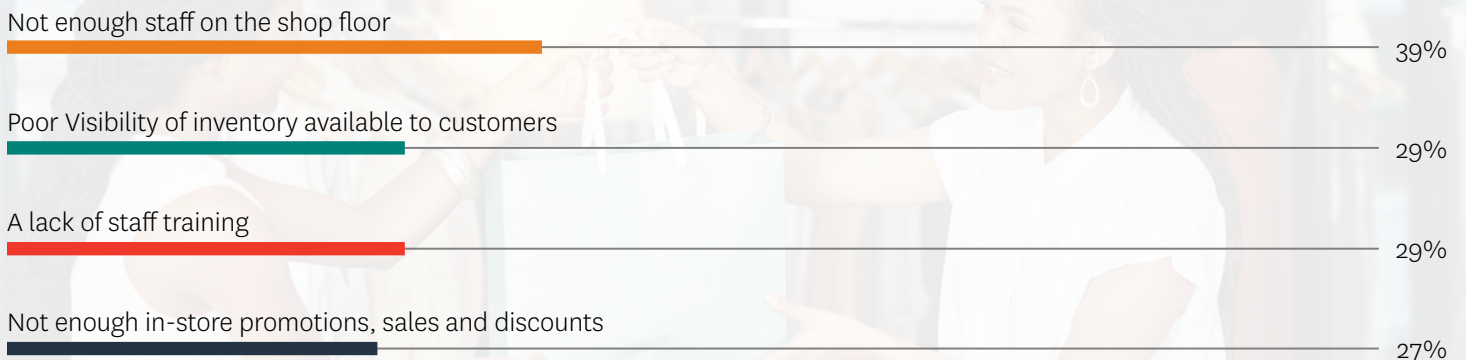 Not enough staff on the shop floor
39%
Poor Visibility of inventory available to customers
29%
A lack of staff training
29%
Not enough in-store promotions, sales and discounts
27%